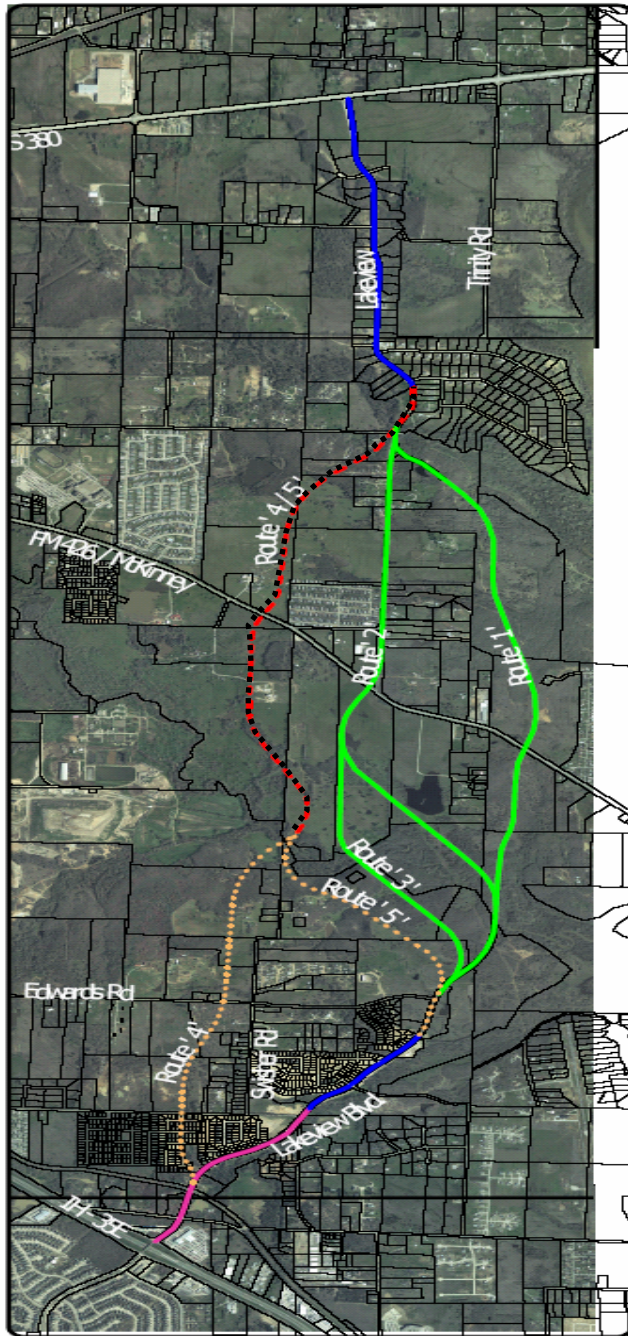 S 380
Lakeview
Trinity Rd
Route ' 4 / 5'
FM 426 / McKinney
Route ' 2'
Route ' 1'
Route ' 3'
Route ' 5'
Edwards Rd
Route ' 4'
Swisher Rd
Lakeview Blvd
IH - 35E